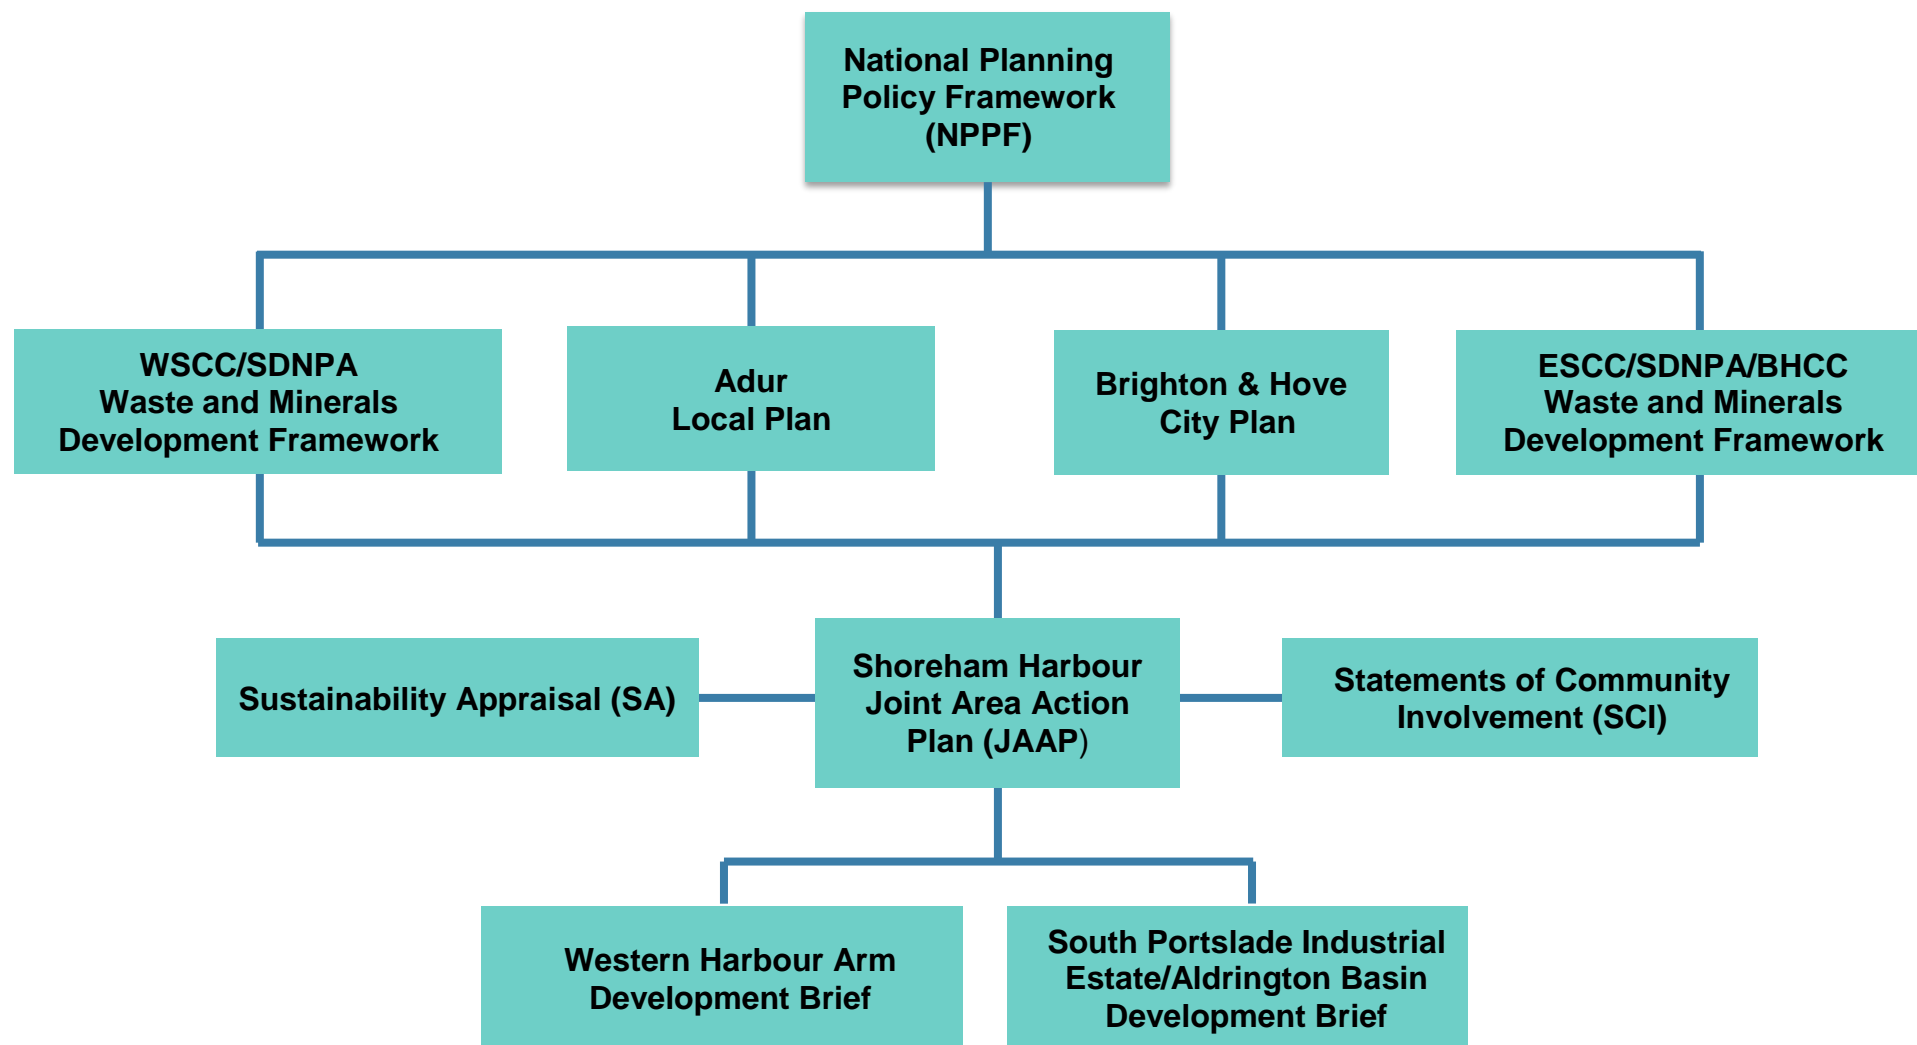 National Planning
Policy Framework
(NPPF)
WSCC/SDNPA
Waste and Minerals
Development Framework
Adur
Local Plan
Brighton & Hove
City Plan
ESCC/SDNPA/BHCC
Waste and Minerals
Development Framework
Sustainability Appraisal (SA)
Shoreham Harbour
Joint Area Action
Plan (JAAP)
Statements of Community
Involvement (SCI)
Western Harbour Arm
Development Brief
South Portslade Industrial
Estate/Aldrington Basin
Development Brief